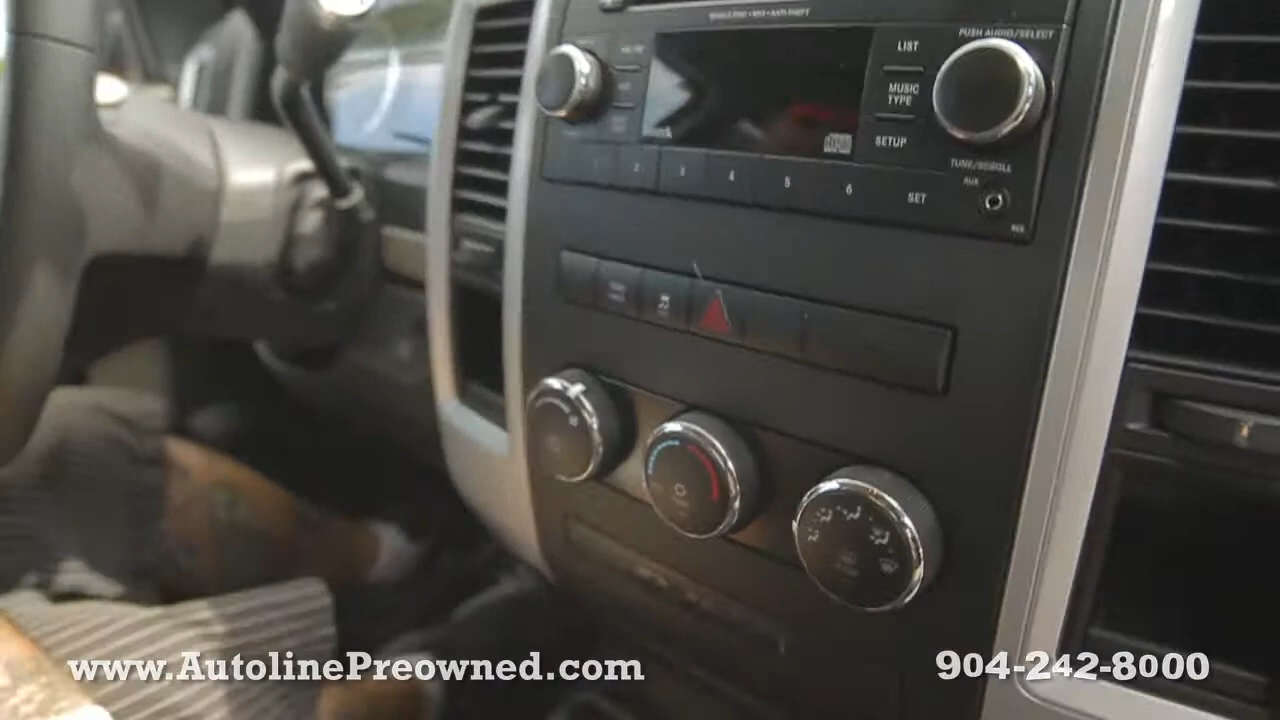 PUSH AUDIO/SELECT
LIST
MUSIC
TYPE
SETUP
TUNE/SCROLL
AUX
1 2 3 4 5 6 SET
www.AutolinePreowned.com
904-242-8000